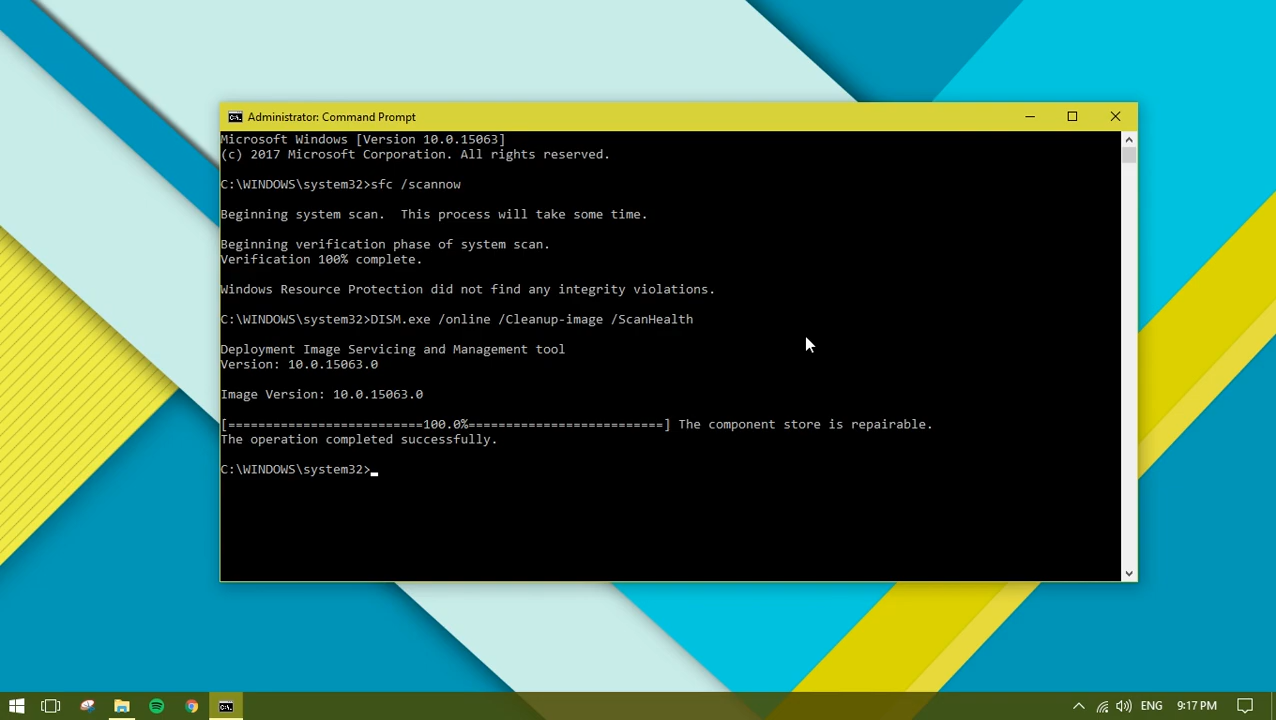 Administrator: Command Prompt
Microsoft Windows [Version 10.0.15063]
(c) 2017 Microsoft Corporation. All rights reserved.
C:\WINDOWS\system32>sfc /scannow
Beginning system scan.  This process will take some time.
Beginning verification phase of system scan.
Verification 100% complete.
Windows Resource Protection did not find any integrity violations.
C:\WINDOWS\system32>DISM.exe /online /Cleanup-image /ScanHealth
Deployment Image Servicing and Management tool
Version: 10.0.15063.0
Image Version: 10.0.15063.0
[==========================100.0%==========================] The component store is repairable.
The operation completed successfully.
C:\WINDOWS\system32>
ENG 9:17 PM